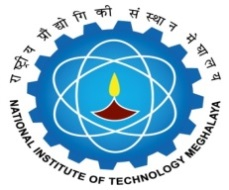 राष्ट्रीय प्रौद्योगिकी संस्थान मेघालय
NATIONAL INSTITUTE OF TECHNOLOGY MEGHALAYA